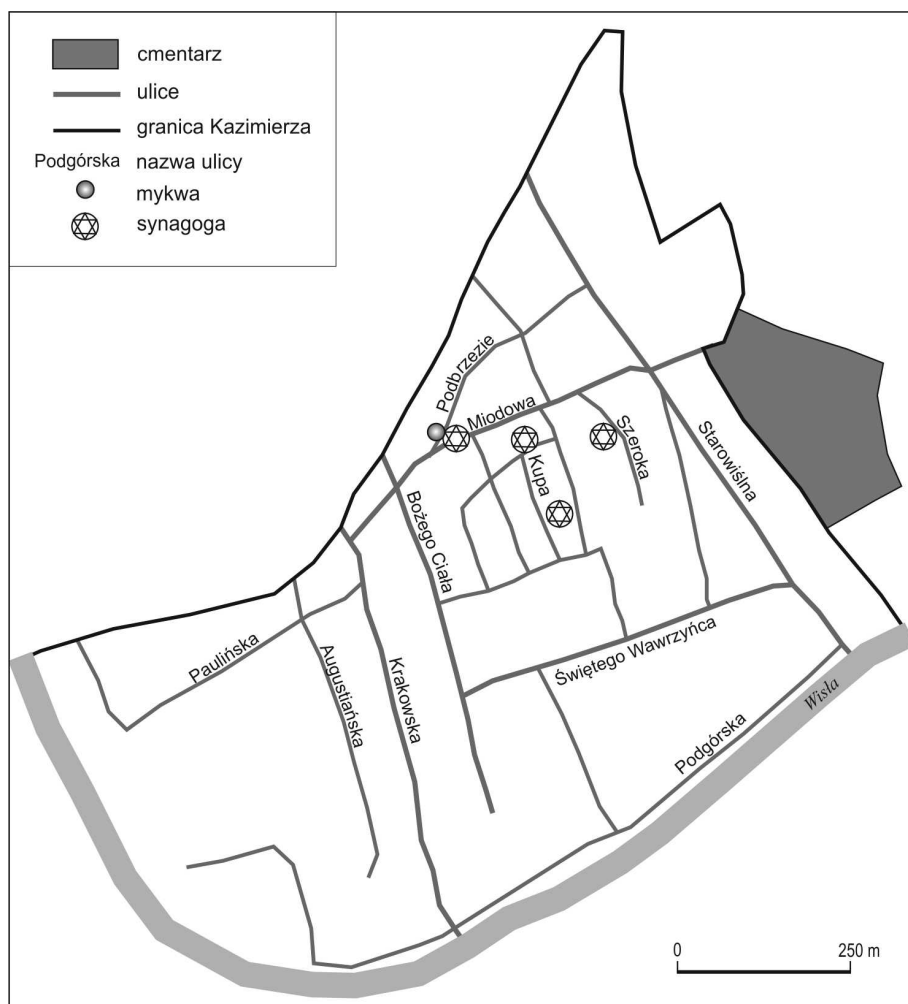 cmentarz
ulice
granica Kazimierza
Podgórska nazwa ulicy
mykwa
synagoga
Podbrzezie
Miodowa
Szeroka
Starowiślna
Kupa
Bożego Ciała
Paulińska
Augustiańska
Krakowska
Świętego Wawrzyńca
Podgórska
Wisła
0 250 m